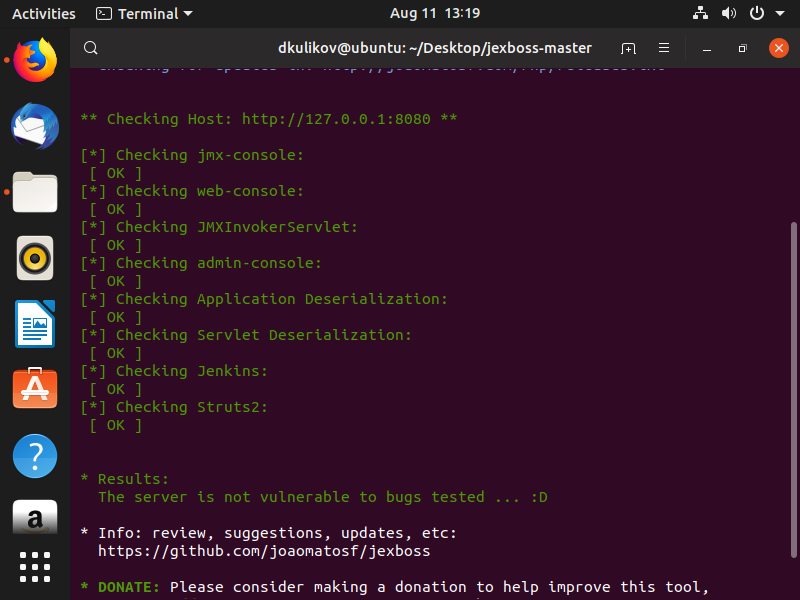 Activities Terminal Aug 11 13:19
dkulikov@ubuntu: ~/Desktop/jexboss-master
** Checking Host: http://127.0.0.1:8080 **
[*] Checking jmx-console:
[ OK ]
[*] Checking web-console:
[ OK ]
[*] Checking JMXInvokerServlet:
[ OK ]
[*] Checking admin-console:
[ OK ]
[*] Checking Application Deserialization:
[ OK ]
[*] Checking Servlet Deserialization:
[ OK ]
[*] Checking Jenkins:
[ OK ]
[*] Checking Struts2:
[ OK ]
* Results:
The server is not vulnerable to bugs tested ... :D
* Info: review, suggestions, updates, etc:
https://github.com/joaomatosf/jexboss
* DONATE: Please consider making a donation to help improve this tool,